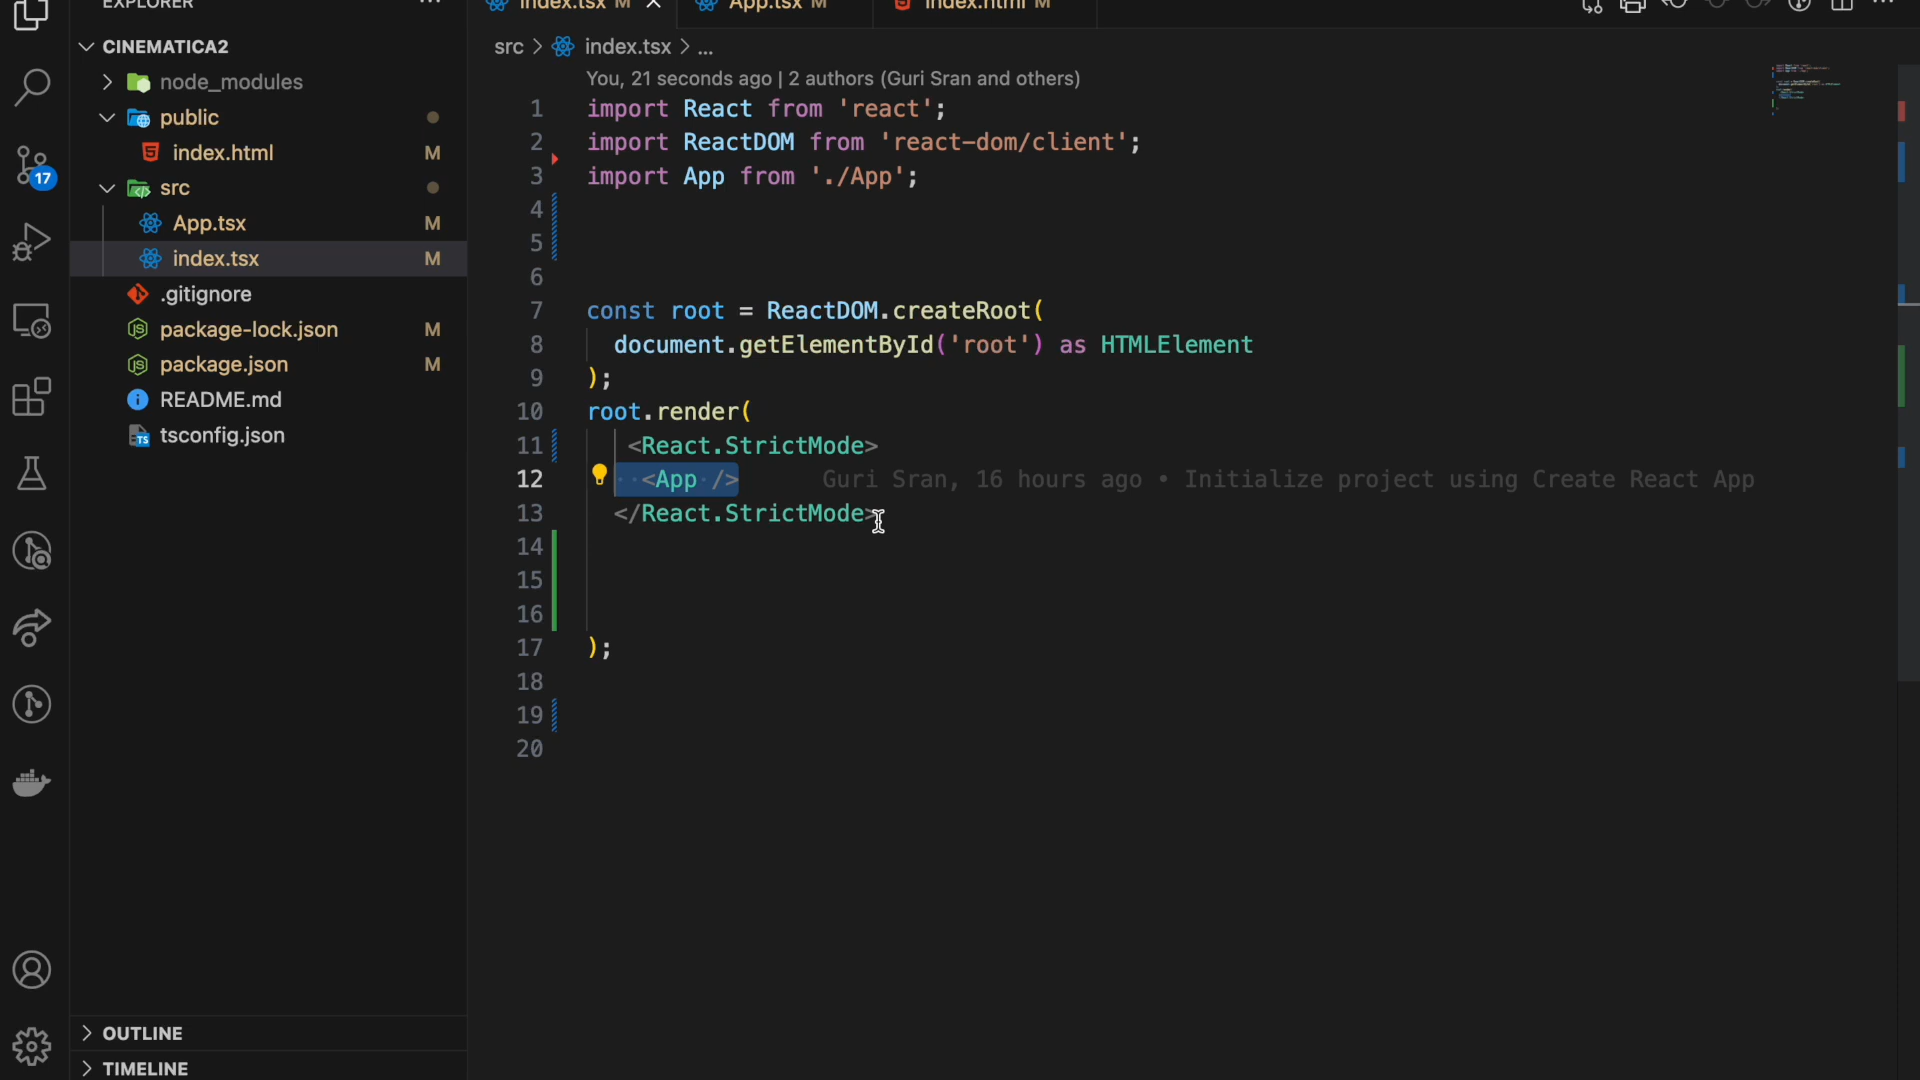 EXPLORER
index.tsx M
App.tsx M
index.html M
CINEMATICA2
node_modules
public
index.html M
src
App.tsx M
index.tsx M
.gitignore
package-lock.json M
package.json M
README.md
TS tsconfig.json
17
OUTLINE
TIMELINE
src > index.tsx > ...
You, 21 seconds ago | 2 authors (Guri Sran and others)
1 import React from 'react';
2 import ReactDOM from 'react-dom/client';
3 import App from './App';
4
5
6
7 const root = ReactDOM.createRoot(
8 document.getElementById('root') as HTMLElement
9 );
10 root.render(
11 <React.StrictMode>
12 <App /> Guri Sran, 16 hours ago • Initialize project using Create React App
13 </React.StrictMode>
14
15
16
17 );
18
19
20